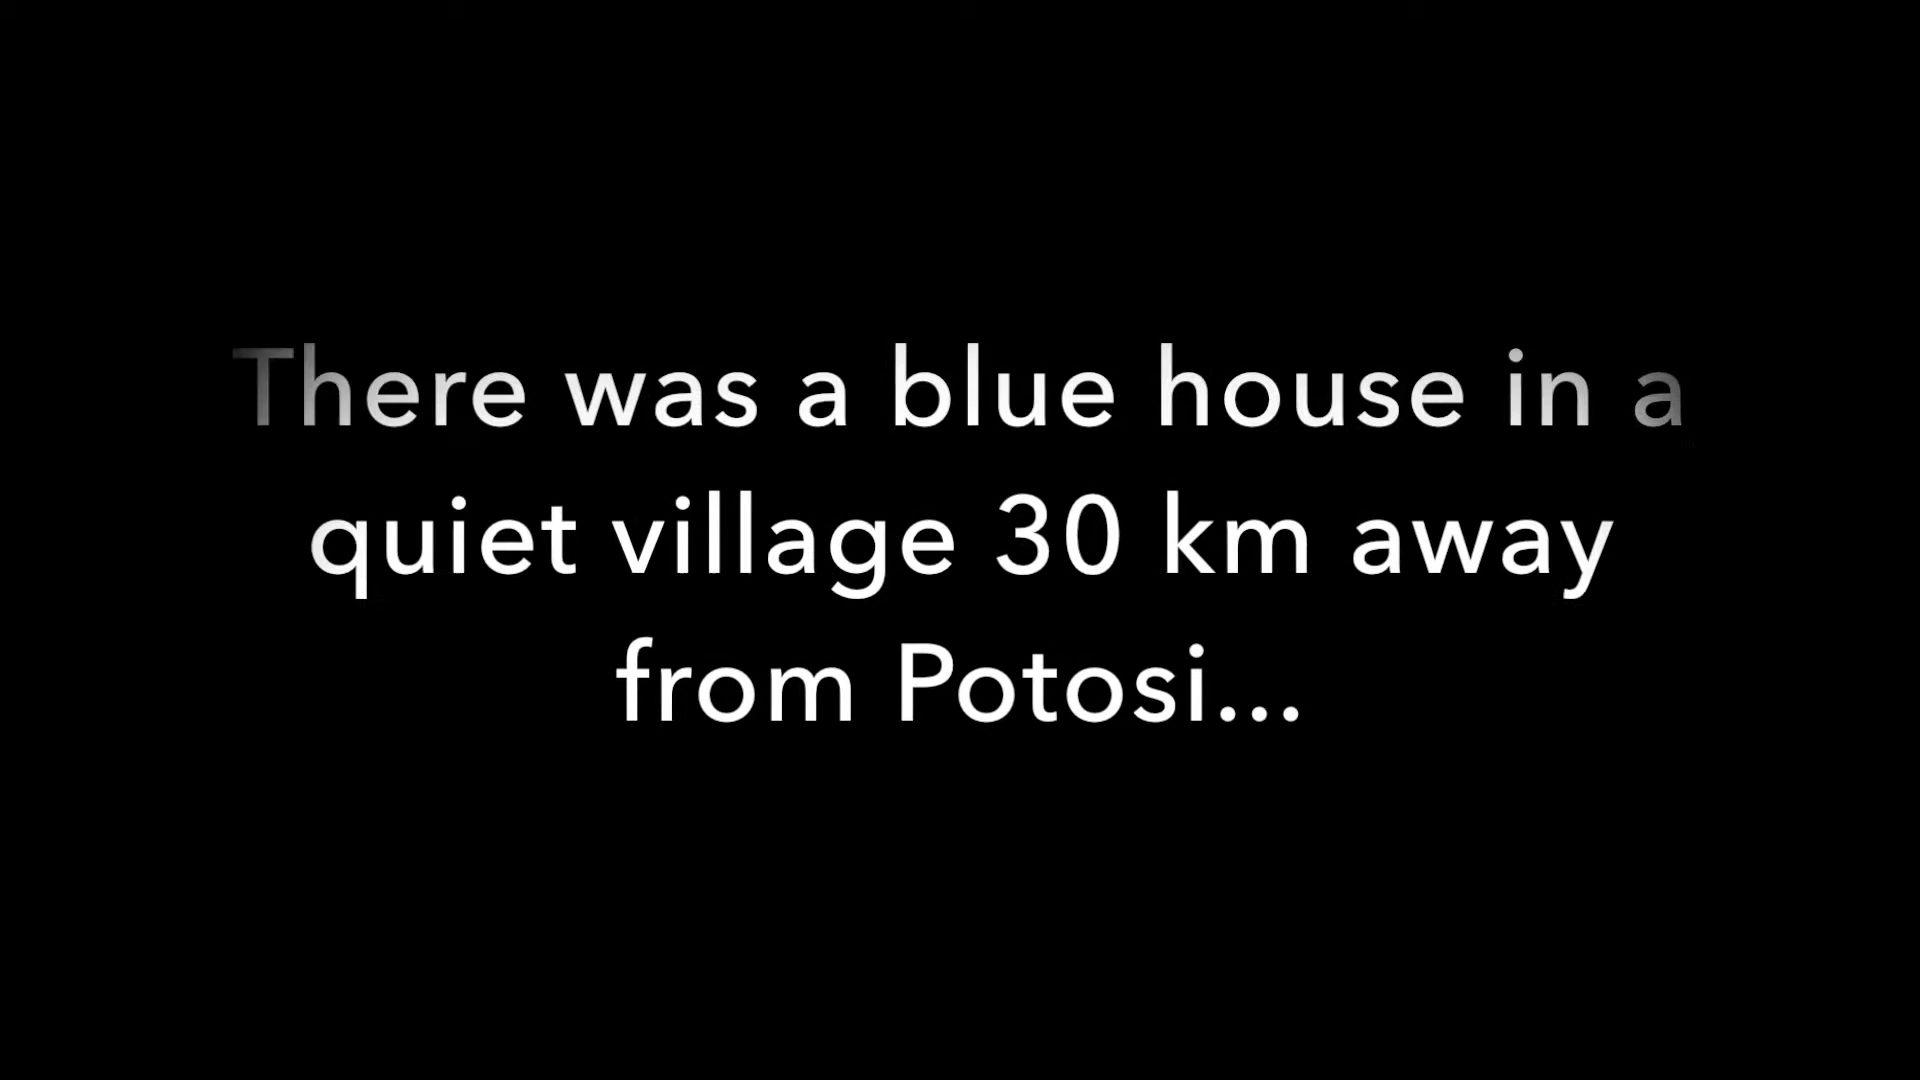 There was a blue house in a
quiet village 30 km away
from Potosi...